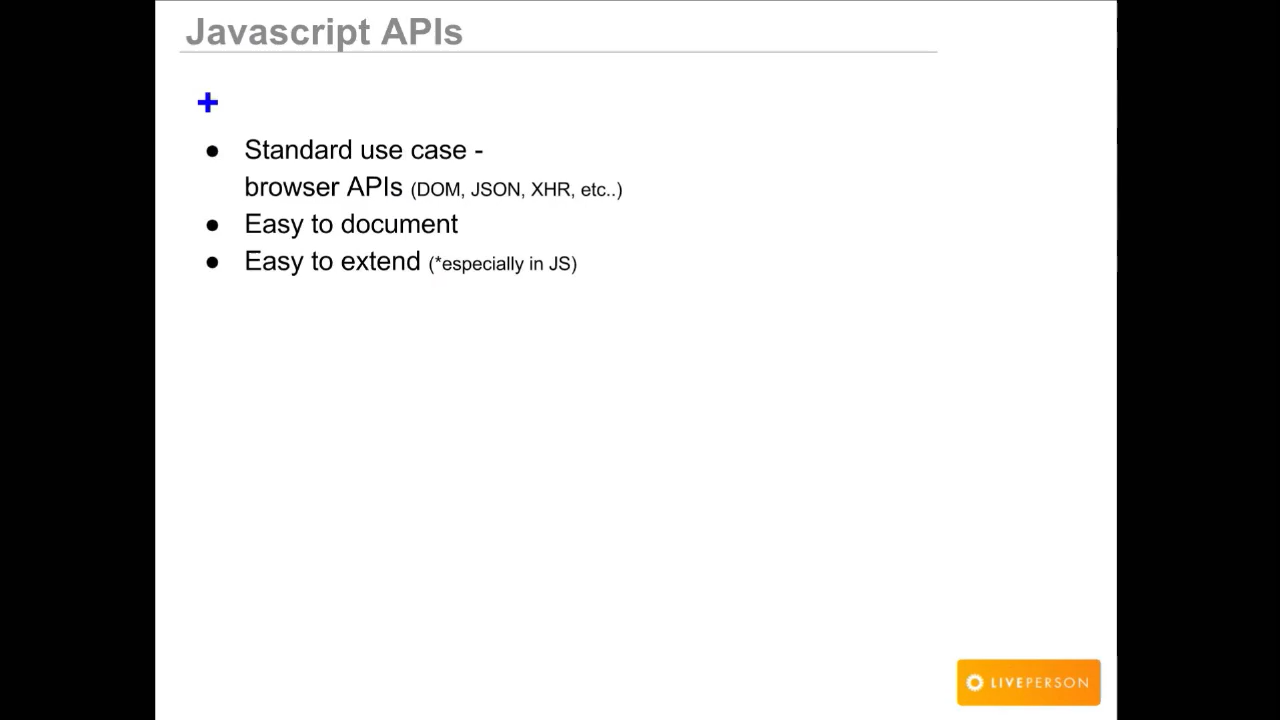 Javascript APIs
+
● Standard use case -
browser APIs (DOM, JSON, XHR, etc..)
● Easy to document
● Easy to extend (*especially in JS)
LIVEPERSON